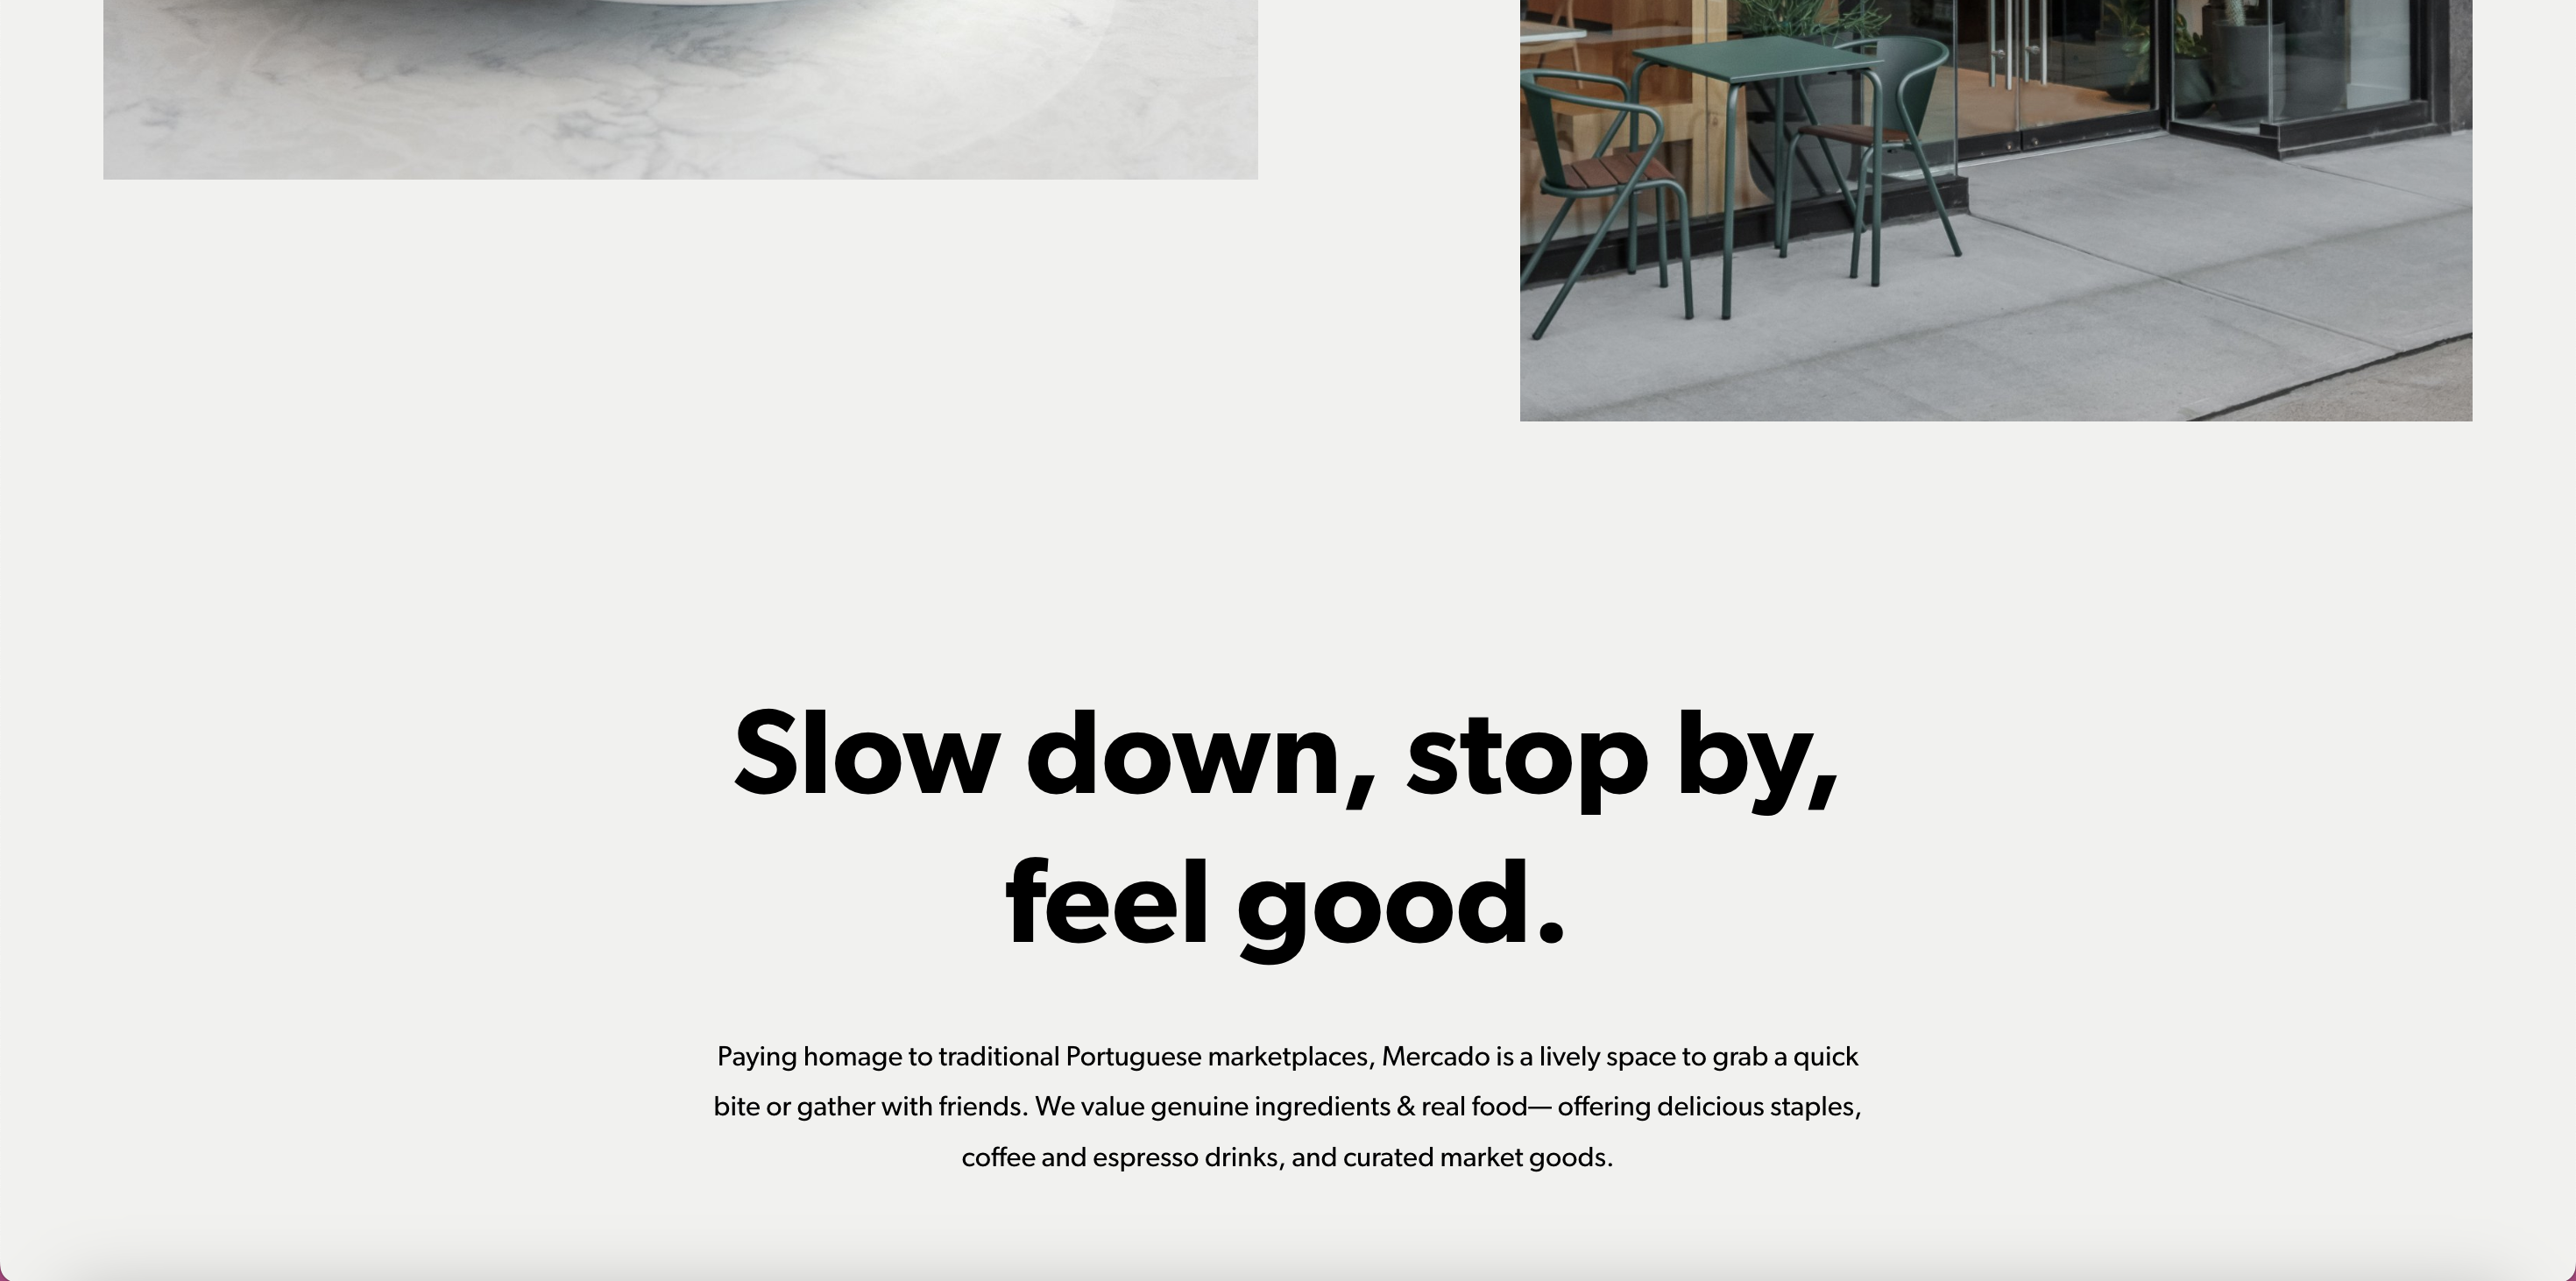 Slow down, stop by,
feel good.
Paying homage to traditional Portuguese marketplaces, Mercado is a lively space to grab a quick
bite or gather with friends. We value genuine ingredients & real food— offering delicious staples,
coffee and espresso drinks, and curated market goods.